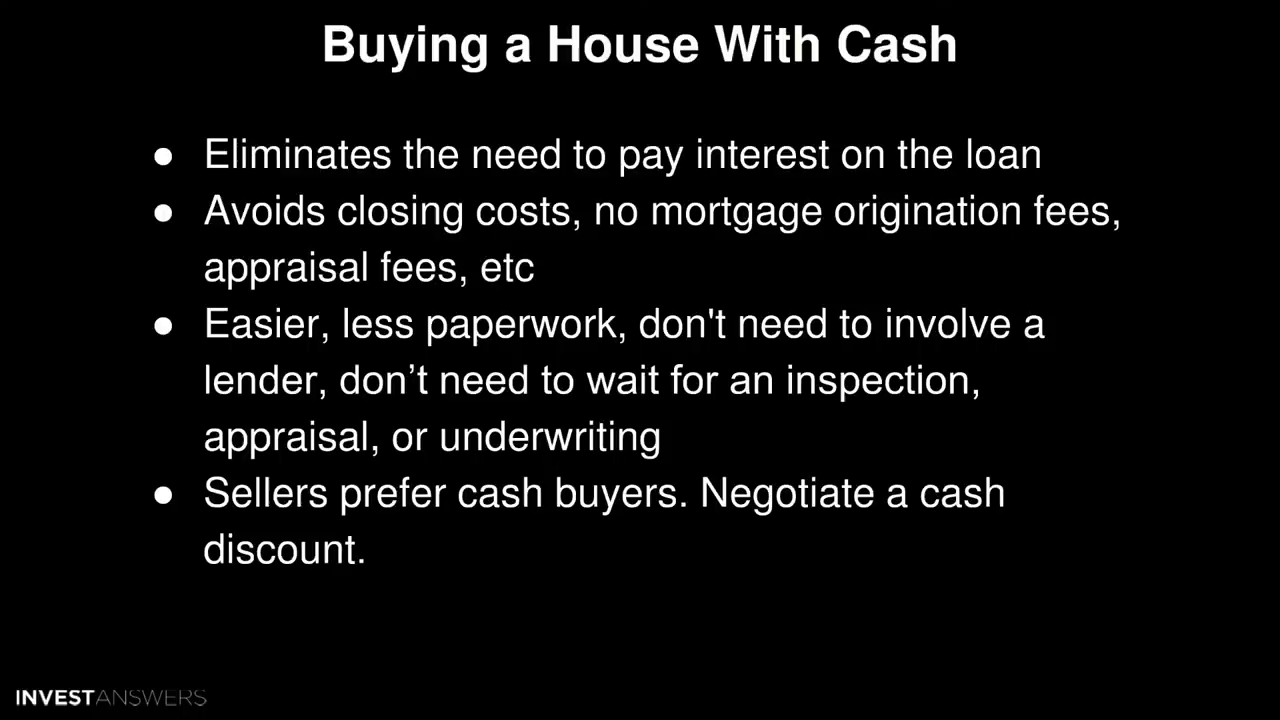 Buying a House With Cash
● Eliminates the need to pay interest on the loan
● Avoids closing costs, no mortgage origination fees,
appraisal fees, etc
● Easier, less paperwork, don't need to involve a
lender, don’t need to wait for an inspection,
appraisal, or underwriting
● Sellers prefer cash buyers. Negotiate a cash
discount.
INVESTANSWERS